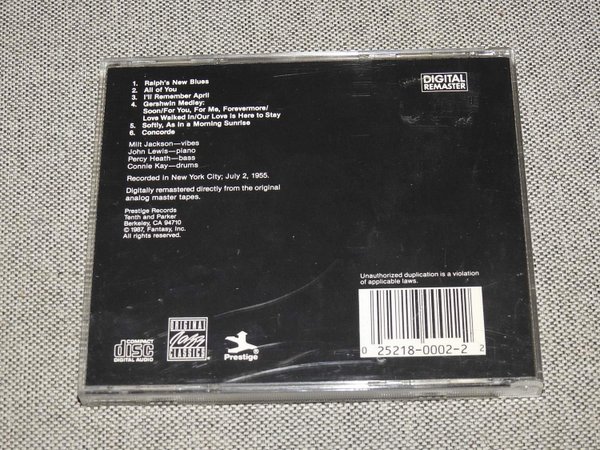 1. Ralph's New Blues
2. All of You
3. I'll Remember April
4. Gershwin Medley:
Soon/For You, For Me, Forevermore/
Love Walked In/Our Love is Here to Stay
5. Softly, As in a Morning Sunrise
6. Concorde
Milt Jackson—vibes
John Lewis—piano
Percy Heath—bass
Connie Kay—drums
Recorded in New York City; July 2, 1955.
Digitally remastered directly from the original
analog master tapes.
Prestige Records
Tenth and Parker
Berkeley, CA 94710
© 1987, Fantasy, Inc.
All rights reserved.
DIGITAL
REMASTER
Unauthorized duplication is a violation
of applicable laws.
0 25218-0002-2 2
COMPACT
disc
DIGITAL AUDIO
ORIGINAL
Jazz
CLASSICS
Prestige